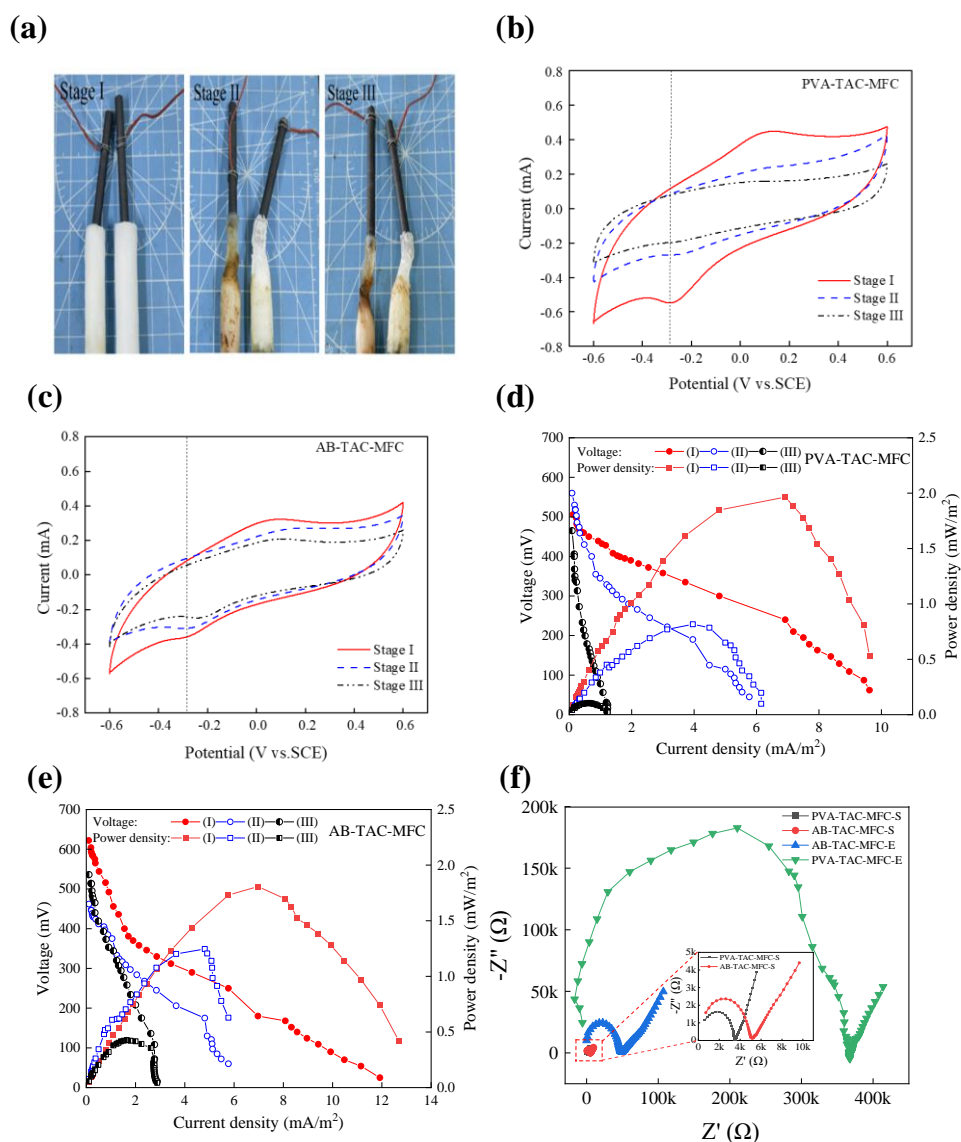 (a)
Stage I
Stage II
Stage III
(b)
PVA-TAC-MFC
0.8
0.6
0.4
0.2
0.0
-0.2
-0.4
-0.6
-0.8
Current (mA)
Stage I
Stage II
Stage III
-0.6 -0.4 -0.2 0.0 0.2 0.4 0.6
Potential (V vs.SCE)
(c)
AB-TAC-MFC
0.8
0.6
0.4
0.2
0.0
-0.2
-0.4
-0.6
-0.8
Current (mA)
Stage I
Stage II
Stage III
-0.6 -0.4 -0.2 0.0 0.2 0.4 0.6
Potential (V vs.SCE)
(d)
Voltage: (I) (II) (III)
Power density: (I) (II) (III)
PVA-TAC-MFC
700
600
500
400
300
200
100
0
Voltage (mV)
2.5
2.0
1.5
1.0
0.5
0.0
Power density (mW/m²)
0 2 4 6 8 10
Current density (mA/m²)
(e)
Voltage: (I) (II) (III)
Power density: (I) (II) (III)
AB-TAC-MFC
700
600
500
400
300
200
100
0
Voltage (mV)
2.5
2.0
1.5
1.0
0.5
0.0
Power density (mW/m²)
0 2 4 6 8 10 12 14
Current density (mA/m²)
(f)
PVA-TAC-MFC-S
AB-TAC-MFC-S
AB-TAC-MFC-E
PVA-TAC-MFC-E
200k
150k
100k
50k
0
-Z" (Ω)
PVA-TAC-MFC-S
AB-TAC-MFC-S
5k
4k
3k
2k
1k
0
-Z" (Ω)
0 2k 4k 6k 8k 10k
Z' (Ω)
0 100k 200k 300k 400k
Z' (Ω)